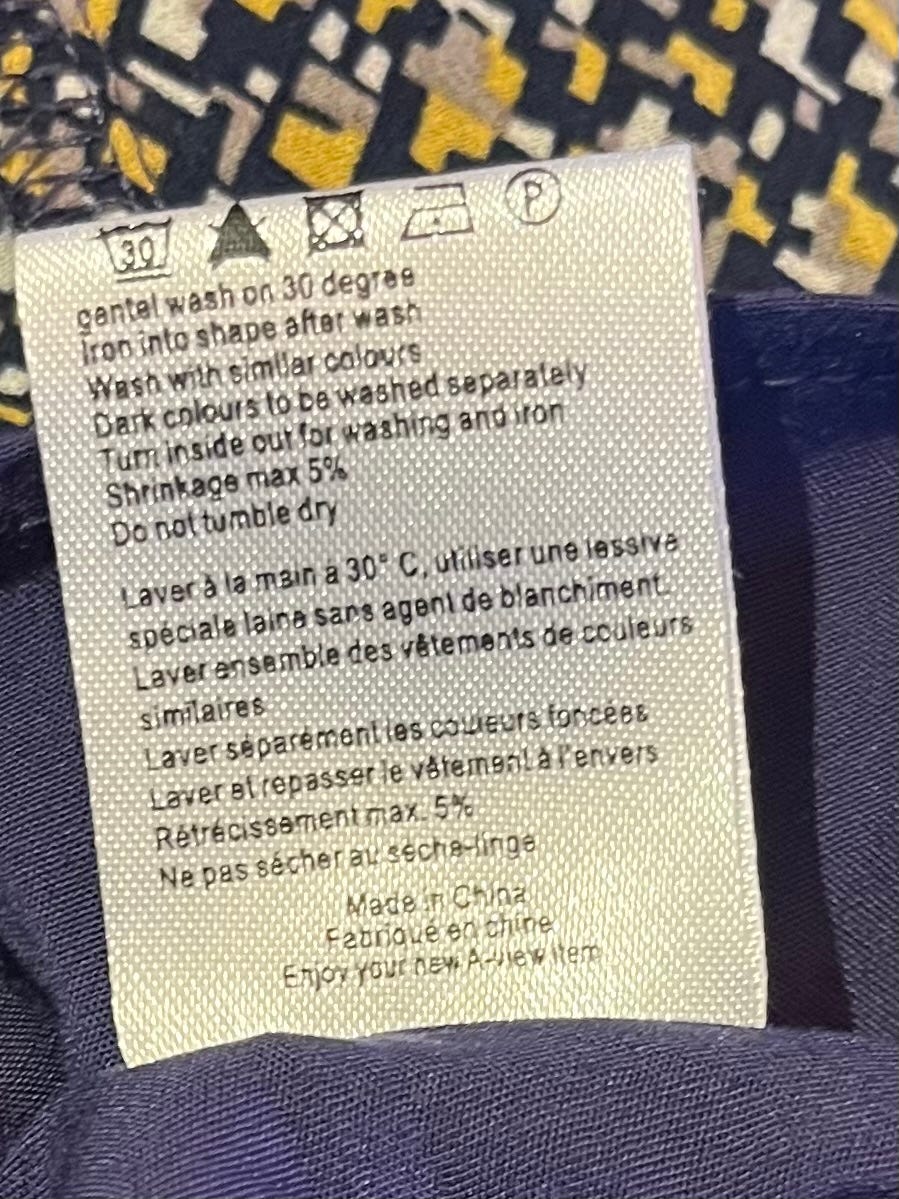 30
P
gentel wash on 30 degree
Iron into shape after wash
Wash with similar colours
Dark colours to be washed separately
Turn inside out for washing and iron
Shrinkage max 5%
Do not tumble dry
Laver à la main à 30° C, utiliser une lessive
spéciale laine sans agent de blanchiment.
Laver ensemble des vêtements de couleurs
similaires
Laver séparément les couleurs foncées
Laver et repasser le vêtement à l'envers
Rétrécissement max. 5%
Ne pas sécher au sèche-linge
Made in China
Fabriqué en chine
Enjoy your new A-view item